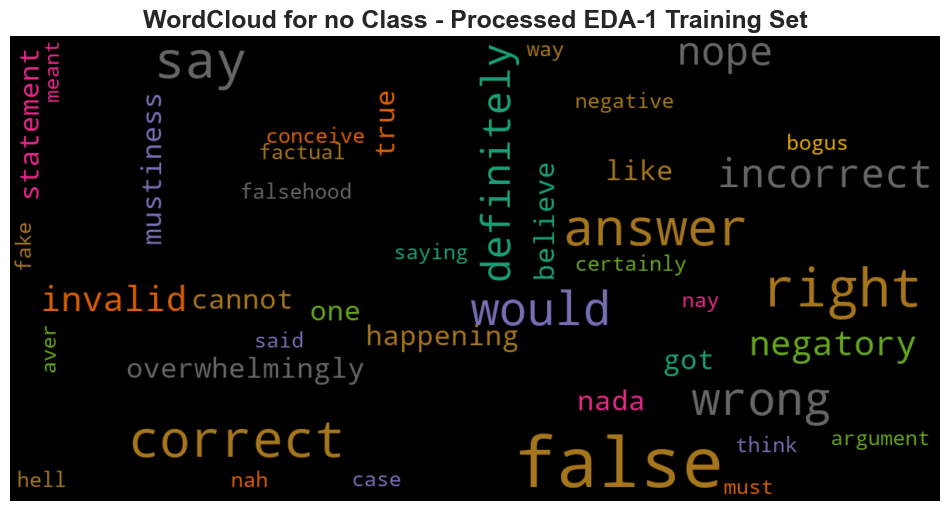 WordCloud for no Class - Processed EDA-1 Training Set
statement
meant
say
definitely
way
nope
mustiness
true
negative
conceive
factual
bogus
falsehood
believe
like
incorrect
fake
saying
answer
certainly
invalid
cannot
one
would
nay
right
aver
said
happening
got
negatory
overwhelmingly
nada
wrong
correct
false
think
argument
hell
nah
case
must